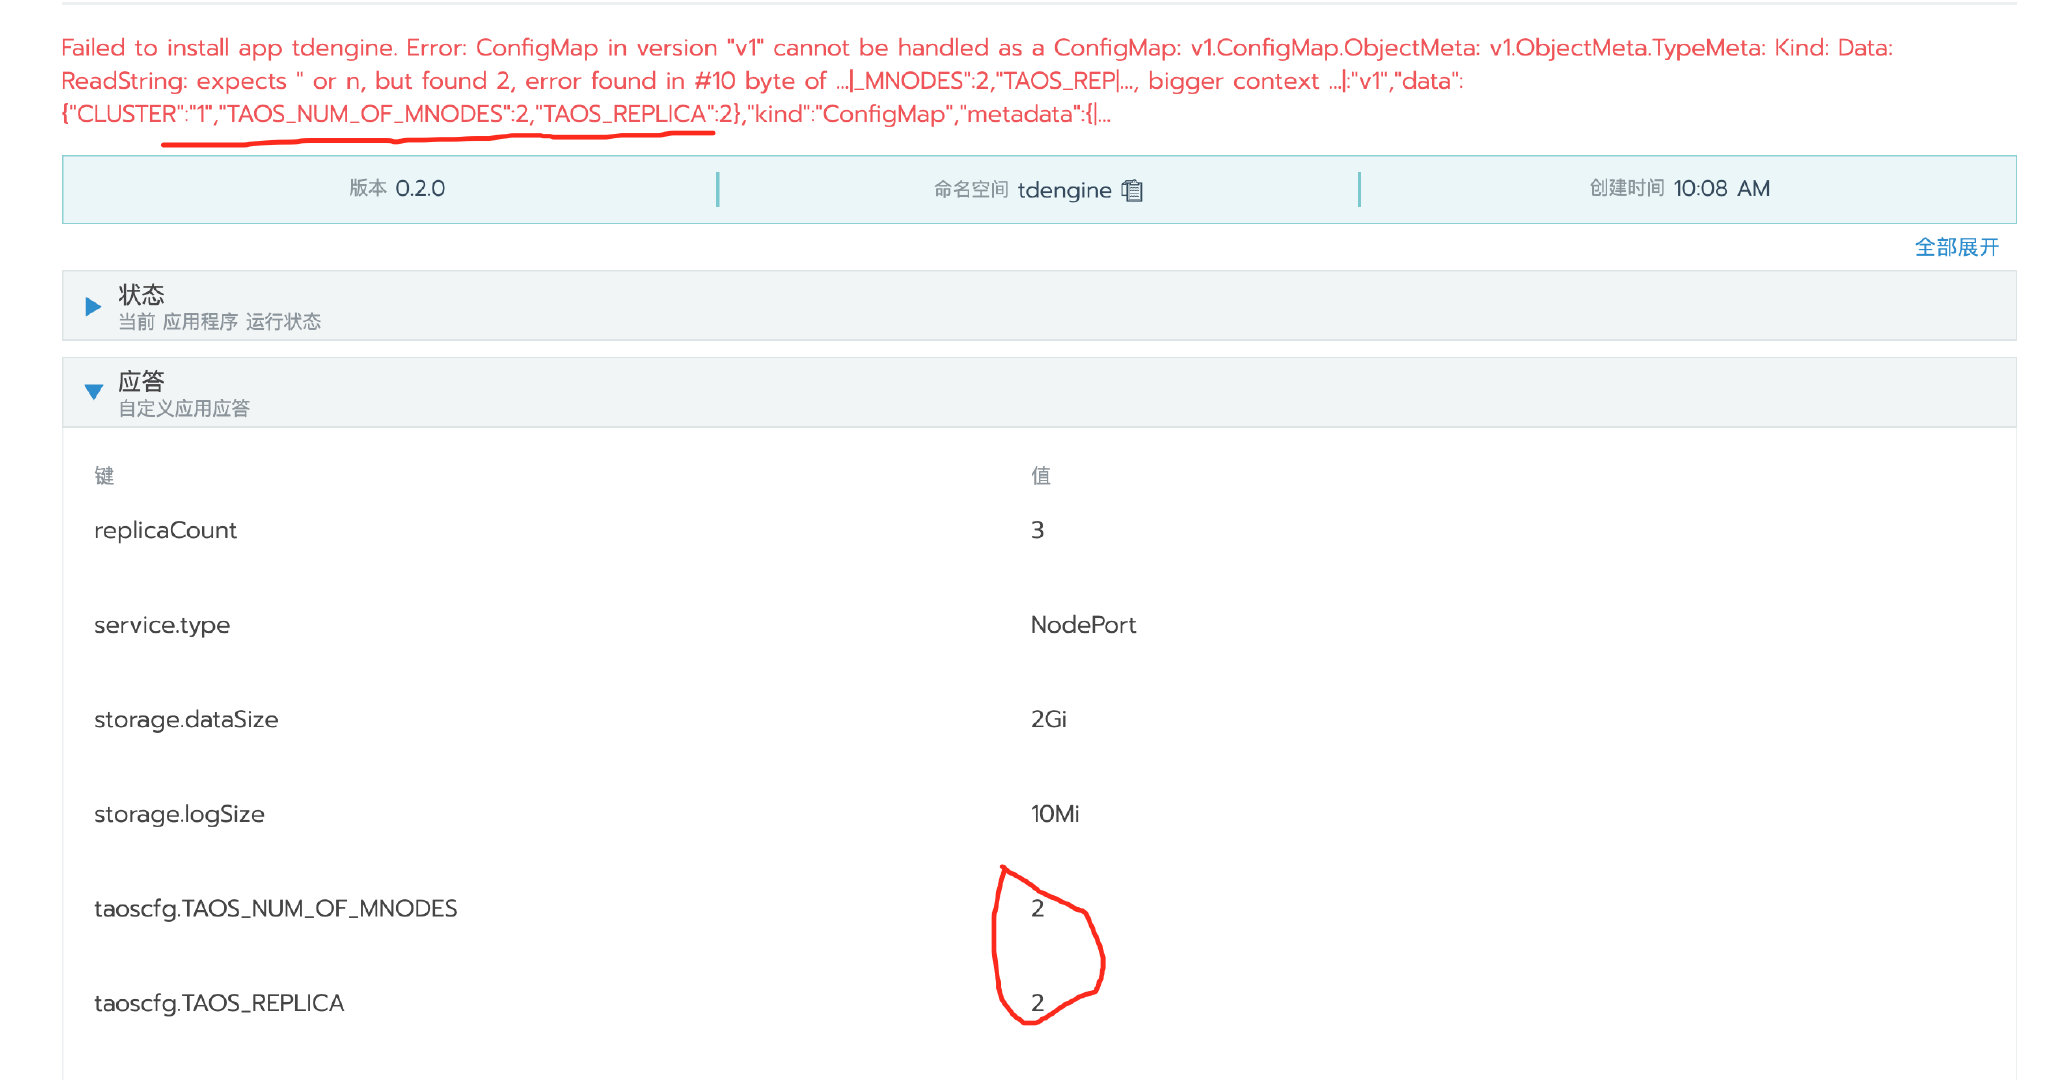 Failed to install app tdengine. Error: ConfigMap in version "v1" cannot be handled as a ConfigMap: v1.ConfigMap.ObjectMeta: v1.ObjectMeta.TypeMeta: Kind: Data:
ReadString: expects " or n, but found 2, error found in #10 byte of ...|_MNODES":2,"TAOS_REP|..., bigger context ...|:"v1","data":
{"CLUSTER":"1","TAOS_NUM_OF_MNODES":2,"TAOS_REPLICA":2},"kind":"ConfigMap","metadata":{|...
版本 0.2.0 命名空间 tdengine 创建时间 10:08 AM
全部展开
状态
当前 应用程序 运行状态
应答
自定义应用应答
键 值
replicaCount 3
service.type NodePort
storage.dataSize 2Gi
storage.logSize 10Mi
taoscfg.TAOS_NUM_OF_MNODES 2
taoscfg.TAOS_REPLICA 2